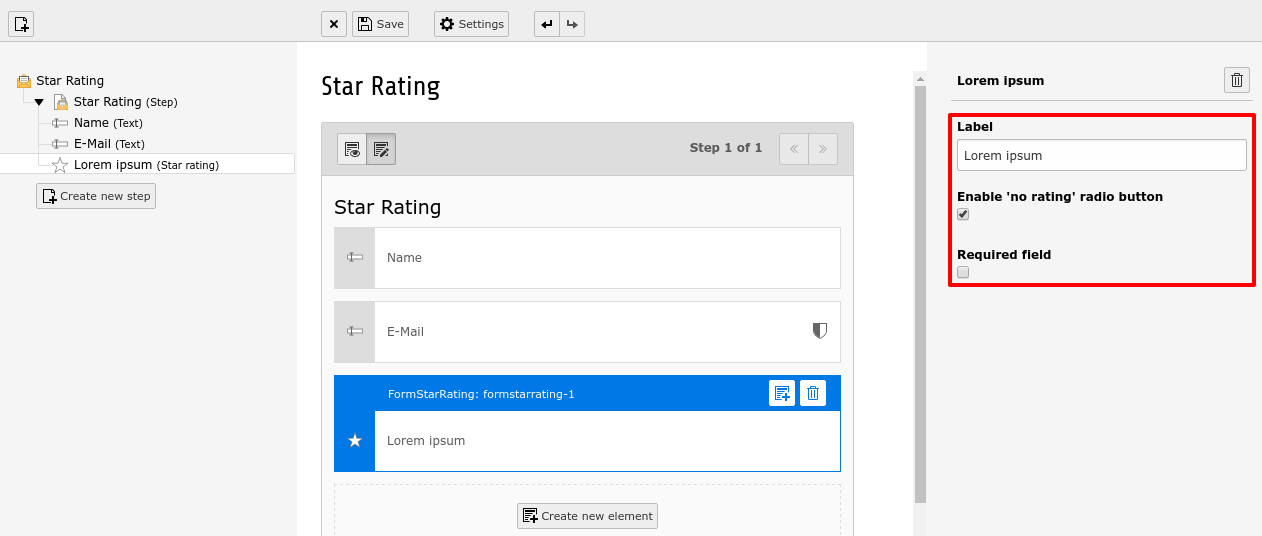 Save
Settings
Star Rating
Star Rating (Step)
Name (Text)
E-Mail (Text)
Lorem ipsum (Star rating)
Create new step
Star Rating
Step 1 of 1
Star Rating
Name
E-Mail
FormStarRating: formstarrating-1
Lorem ipsum
Create new element
Lorem ipsum
Label
Lorem ipsum
Enable 'no rating' radio button
Required field